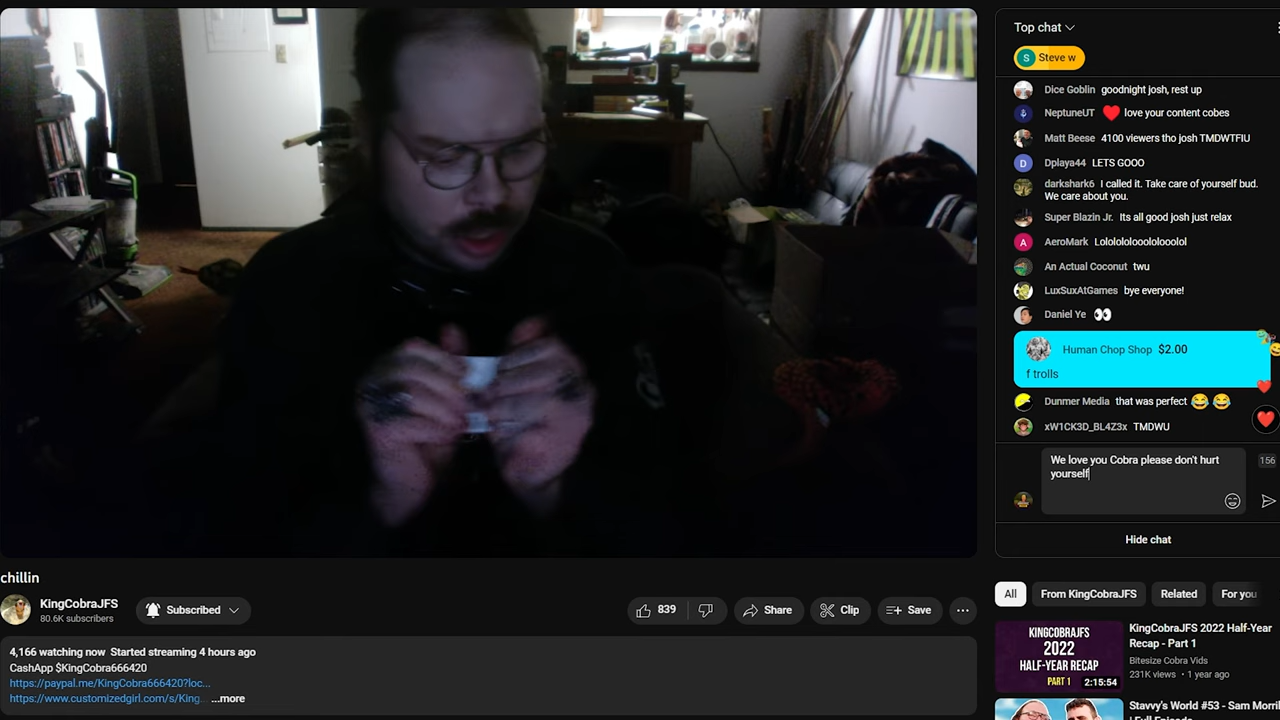 Top chat
S Steve w
Dice Goblin goodnight josh, rest up
NeptuneUT ❤️ love your content cobes
Matt Beese 4100 viewers tho josh TMDWTFIU
D Dplaya44 LETS GOOO
darkshark6 I called it. Take care of yourself bud.
We care about you.
Super Blazin Jr. Its all good josh just relax
A AeroMark Lololololooololoooolol
An Actual Coconut twu
LuxSuxAtGames bye everyone!
Daniel Ye 👀
Human Chop Shop $2.00
f trolls
Dunmer Media that was perfect 😂 😂
xW1CK3D_BL4Z3x TMDWU
We love you Cobra please don't hurt
yourself
156
Hide chat
chillin
KingCobraJFS
80.6K subscribers
Subscribed
839
Share
Clip
Save
4,166 watching now Started streaming 4 hours ago
CashApp $KingCobra666420
https://paypal.me/KingCobra666420?loc...
https://www.customizedgirl.com/s/King... ...more
All
From KingCobraJFS
Related
For you
KINGCOBRAJFS
2022
HALF-YEAR RECAP
PART 1
2:15:54
KingCobraJFS 2022 Half-Year
Recap - Part 1
Bitesize Cobra Vids
231K views • 1 year ago
Stavvy's World #53 - Sam Morri